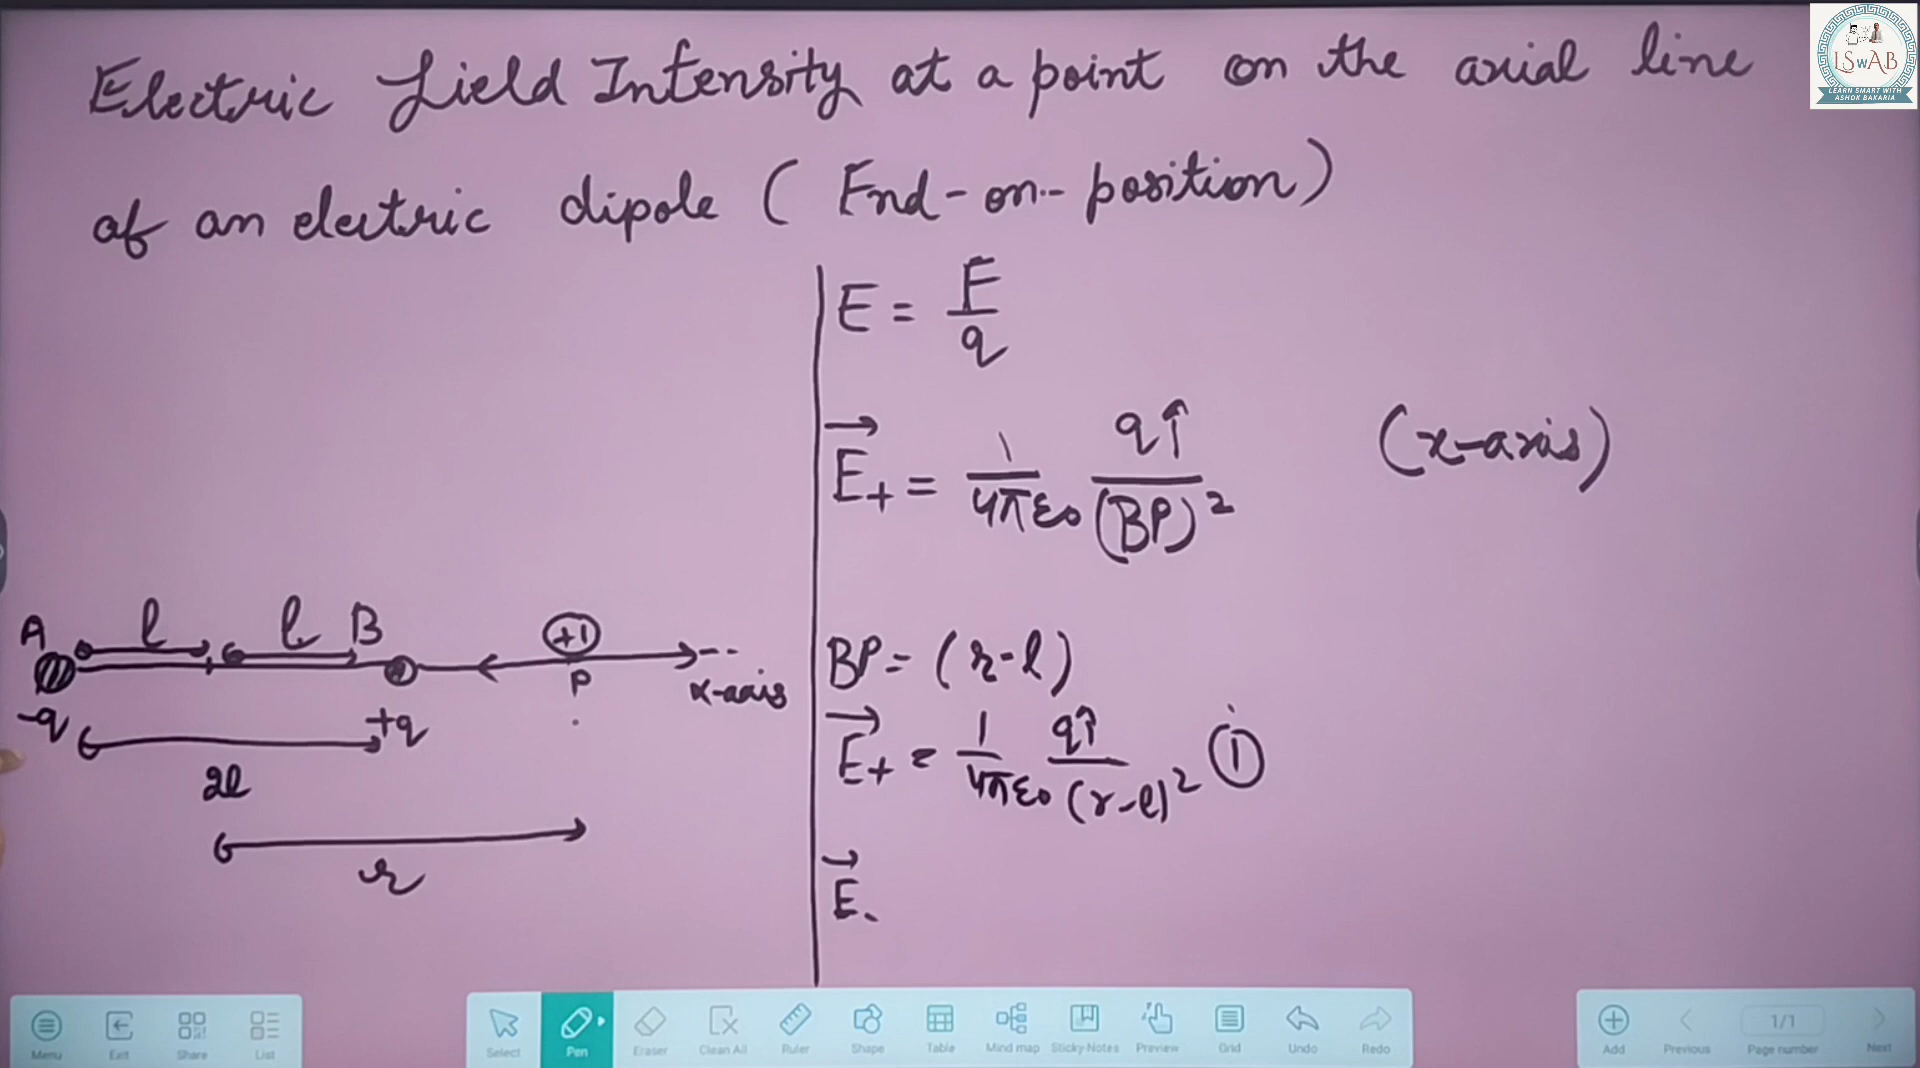 Electric field Intensity at a point on the axial line
of an electric dipole ( End-on-position)
E = F/q
E⃗₊ = 1/4πε₀ q↑/(BP)² (x-axis)
BP = (r-l)
E⃗₊ = 1/4πε₀ q↑/(r-l)² ①
E⃗
A l l B +1
P x-axis
-q +q
2l
r
LSWAB
LEARN SMART WITH
ASHOK BAKARIA
Menu Exit Share List
Select Pen Eraser Clean All Ruler Shape Table Mind map Sticky Notes Preview Grid Undo Redo
Add Previous 1/1 Page number Next